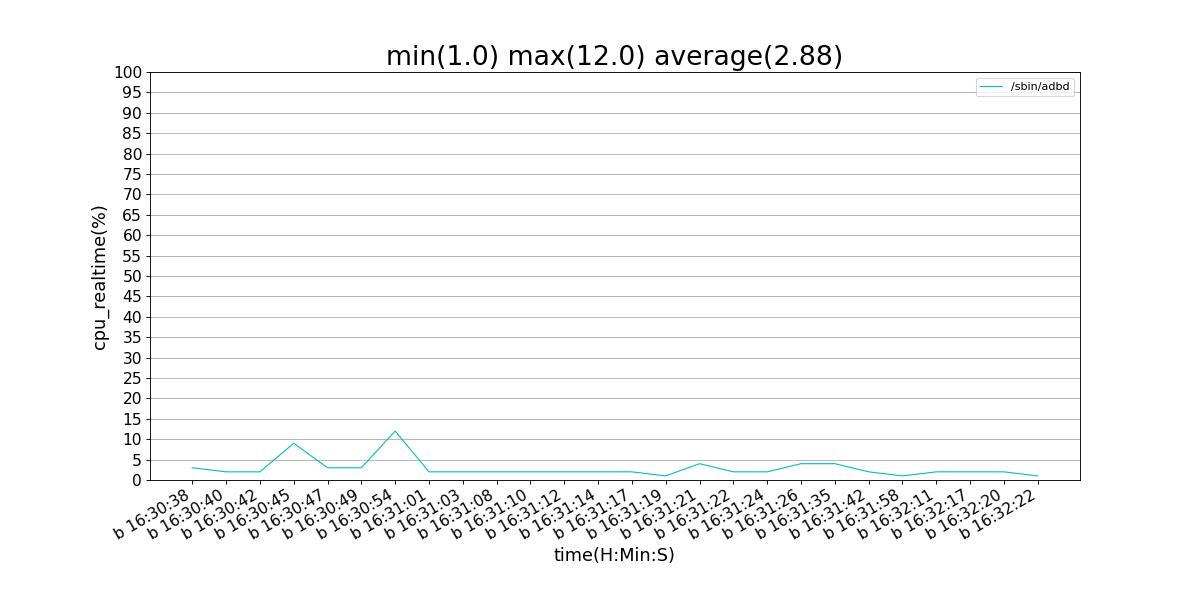 min(1.0) max(12.0) average(2.88)
/sbin/adbd
cpu_realtime(%)
100
95
90
85
80
75
70
65
60
55
50
45
40
35
30
25
20
15
10
5
0
b 16:30:38
b 16:30:40
b 16:30:42
b 16:30:45
b 16:30:47
b 16:30:49
b 16:30:54
b 16:31:01
b 16:31:03
b 16:31:08
b 16:31:10
b 16:31:12
b 16:31:14
b 16:31:17
b 16:31:19
b 16:31:21
b 16:31:22
b 16:31:24
b 16:31:26
b 16:31:35
b 16:31:42
b 16:31:58
b 16:32:11
b 16:32:17
b 16:32:20
b 16:32:22
time(H:Min:S)